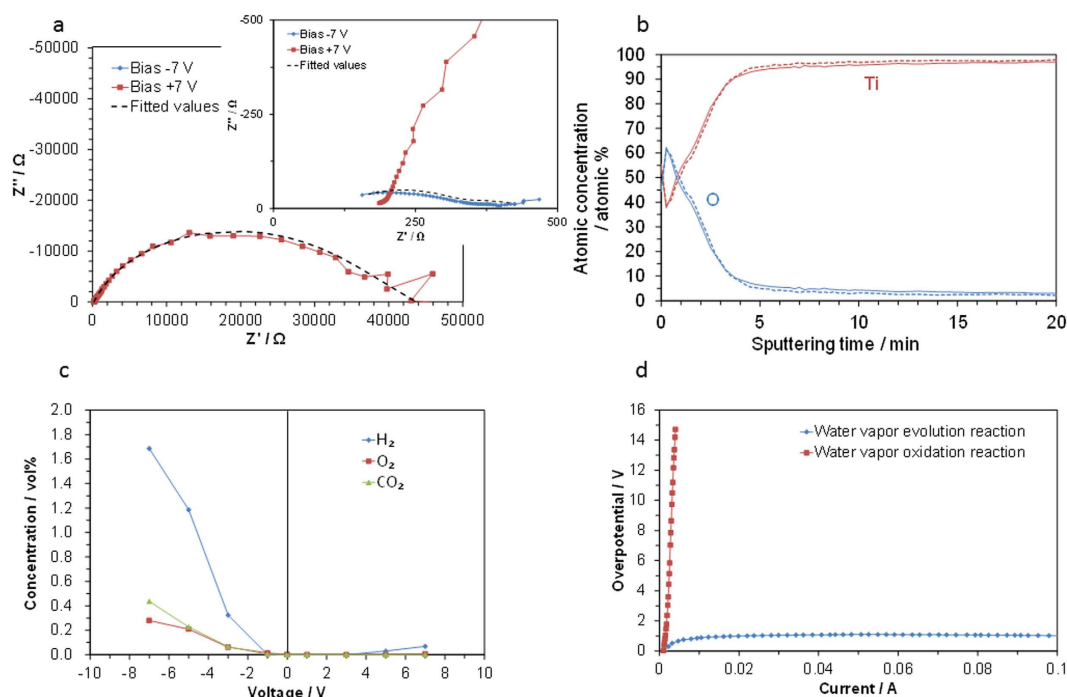 a
-50000
-40000
-30000
-20000
-10000
0
Z'' / Ω
0
10000
20000
30000
40000
50000
Z' / Ω
Bias -7 V
Bias +7 V
Fitted values
-500
-250
0
Z'' / Ω
0
250
500
Z' / Ω
Bias -7 V
Bias +7 V
Fitted values
b
100
90
80
70
60
50
40
30
20
10
0
Atomic concentration
/ atomic %
Ti
O
0
5
10
15
20
Sputtering time / min
c
2.0
1.8
1.6
1.4
1.2
1.0
0.8
0.6
0.4
0.2
0.0
Concentration / vol%
H₂
O₂
CO₂
-10
-8
-6
-4
-2
0
2
4
6
8
10
Voltage / V
d
16
14
12
10
8
6
4
2
0
Overpotential / V
Water vapor evolution reaction
Water vapor oxidation reaction
0
0.02
0.04
0.06
0.08
0.1
Current / A